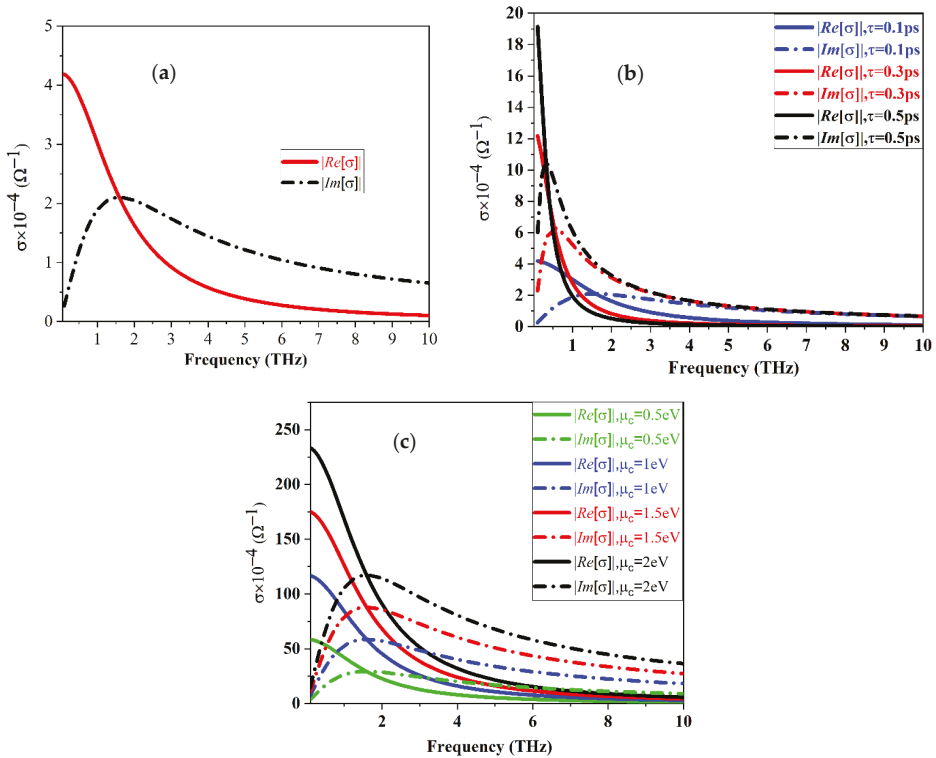 (a)
|Re[σ]|
|Im[σ]|
5
4
3
2
1
0
σ×10⁻⁴ (Ω⁻¹)
1 2 3 4 5 6 7 8 9 10
Frequency (THz)
(b)
|Re[σ]|,τ=0.1ps
|Im[σ]|,τ=0.1ps
|Re[σ]|,τ=0.3ps
|Im[σ]|,τ=0.3ps
|Re[σ]|,τ=0.5ps
|Im[σ]|,τ=0.5ps
20
18
16
14
12
10
8
6
4
2
0
σ×10⁻⁴ (Ω⁻¹)
1 2 3 4 5 6 7 8 9 10
Frequency (THz)
(c)
|Re[σ]|,μc=0.5eV
|Im[σ]|,μc=0.5eV
|Re[σ]|,μc=1eV
|Im[σ]|,μc=1eV
|Re[σ]|,μc=1.5eV
|Im[σ]|,μc=1.5eV
|Re[σ]|,μc=2eV
|Im[σ]|,μc=2eV
250
200
150
100
50
0
σ×10⁻⁴ (Ω⁻¹)
2 4 6 8 10
Frequency (THz)